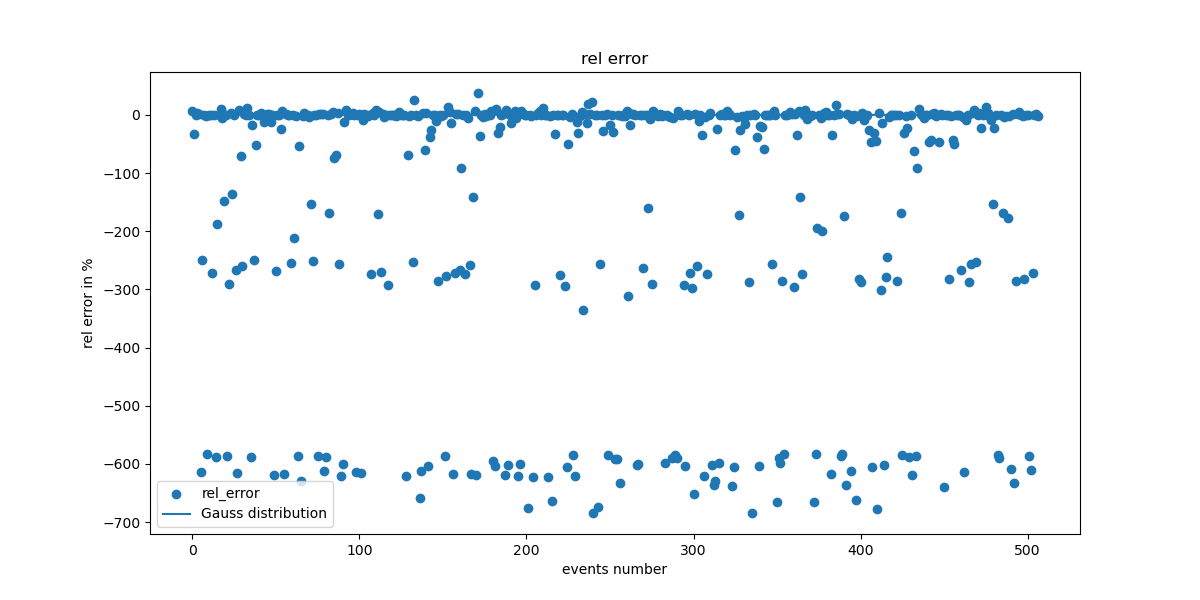 rel error
rel error in %
0
−100
−200
−300
−400
−500
−600
−700
rel_error
Gauss distribution
0 100 200 300 400 500
events number